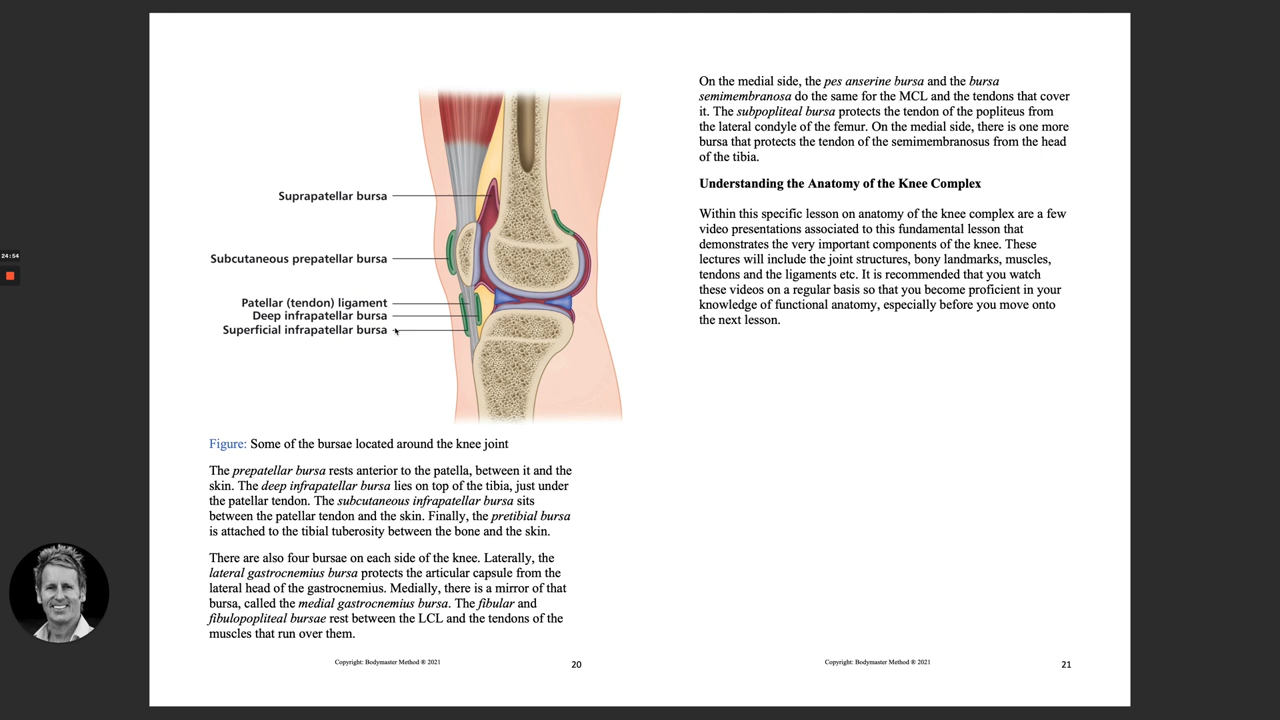 24:54
Suprapatellar bursa
Subcutaneous prepatellar bursa
Patellar (tendon) ligament
Deep infrapatellar bursa
Superficial infrapatellar bursa
Figure: Some of the bursae located around the knee joint
The prepatellar bursa rests anterior to the patella, between it and the
skin. The deep infrapatellar bursa lies on top of the tibia, just under
the patellar tendon. The subcutaneous infrapatellar bursa sits
between the patellar tendon and the skin. Finally, the pretibial bursa
is attached to the tibial tuberosity between the bone and the skin.
There are also four bursae on each side of the knee. Laterally, the
lateral gastrocnemius bursa protects the articular capsule from the
lateral head of the gastrocnemius. Medially, there is a mirror of that
bursa, called the medial gastrocnemius bursa. The fibular and
fibulopopliteal bursae rest between the LCL and the tendons of the
muscles that run over them.
Copyright: Bodymaster Method ® 2021
20
On the medial side, the pes anserine bursa and the bursa
semimembranosa do the same for the MCL and the tendons that cover
it. The subpopliteal bursa protects the tendon of the popliteus from
the lateral condyle of the femur. On the medial side, there is one more
bursa that protects the tendon of the semimembranosus from the head
of the tibia.
Understanding the Anatomy of the Knee Complex
Within this specific lesson on anatomy of the knee complex are a few
video presentations associated to this fundamental lesson that
demonstrates the very important components of the knee. These
lectures will include the joint structures, bony landmarks, muscles,
tendons and the ligaments etc. It is recommended that you watch
these videos on a regular basis so that you become proficient in your
knowledge of functional anatomy, especially before you move onto
the next lesson.
Copyright: Bodymaster Method ® 2021
21